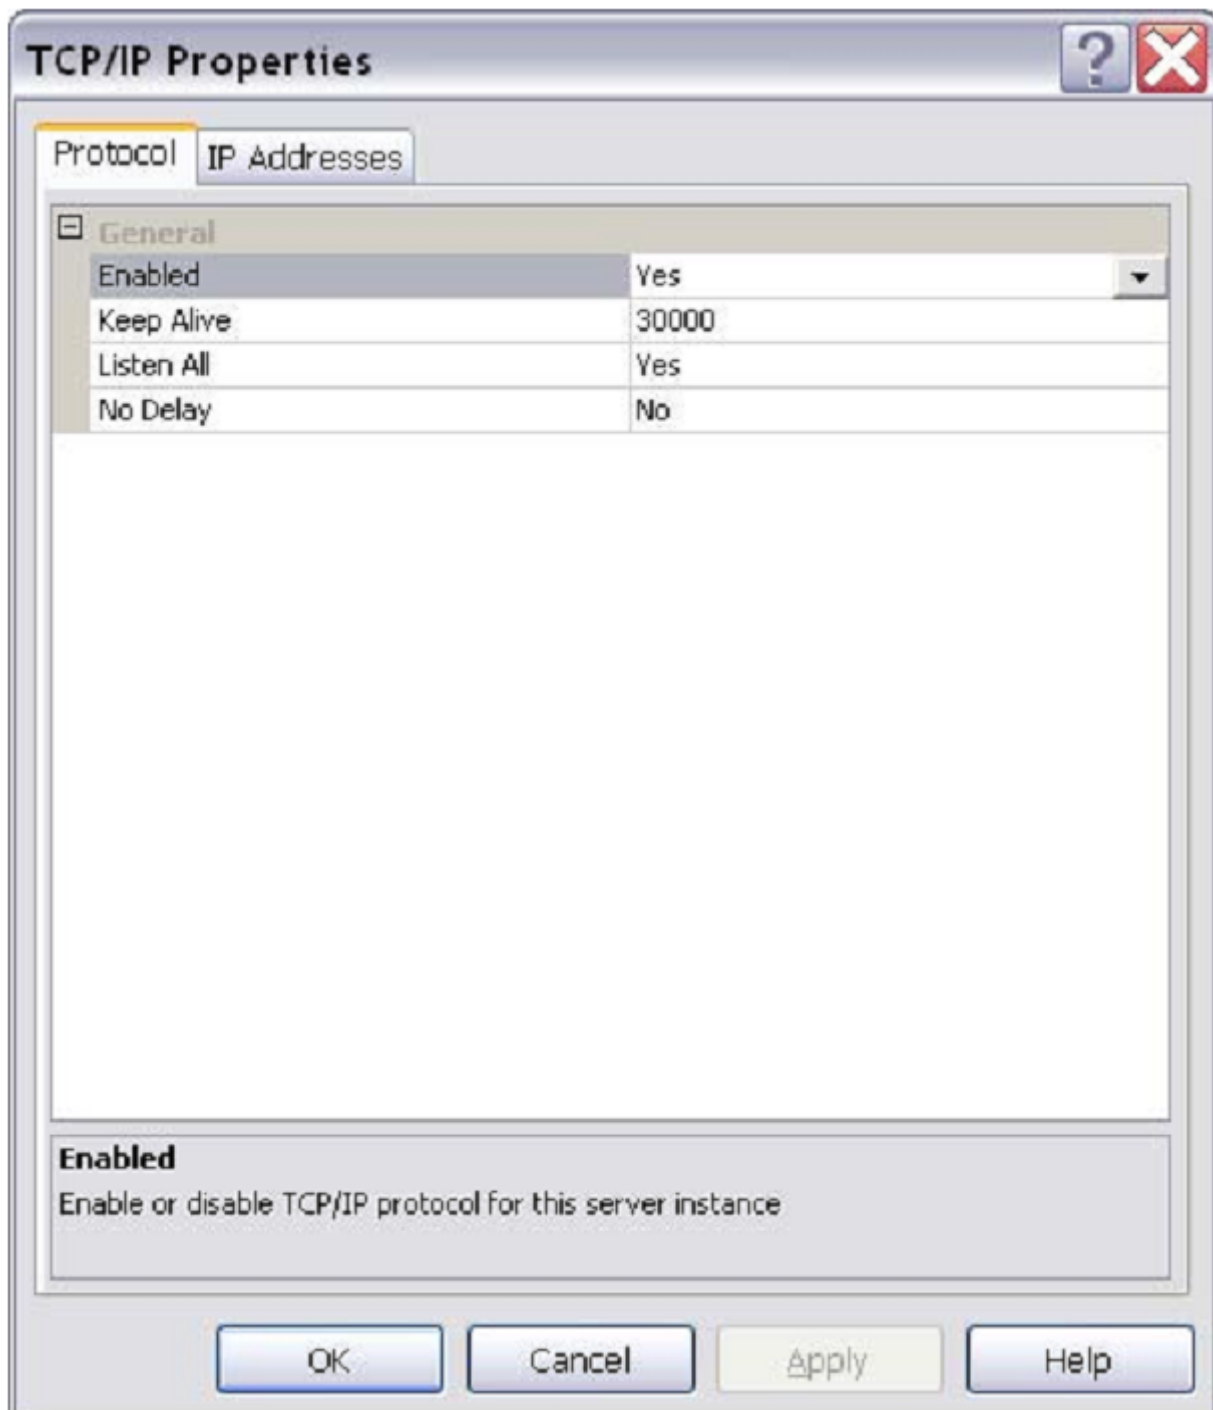 TCP/IP Properties
Protocol IP Addresses
General
Enabled Yes
Keep Alive 30000
Listen All Yes
No Delay No
Enabled
Enable or disable TCP/IP protocol for this server instance
OK Cancel Apply Help